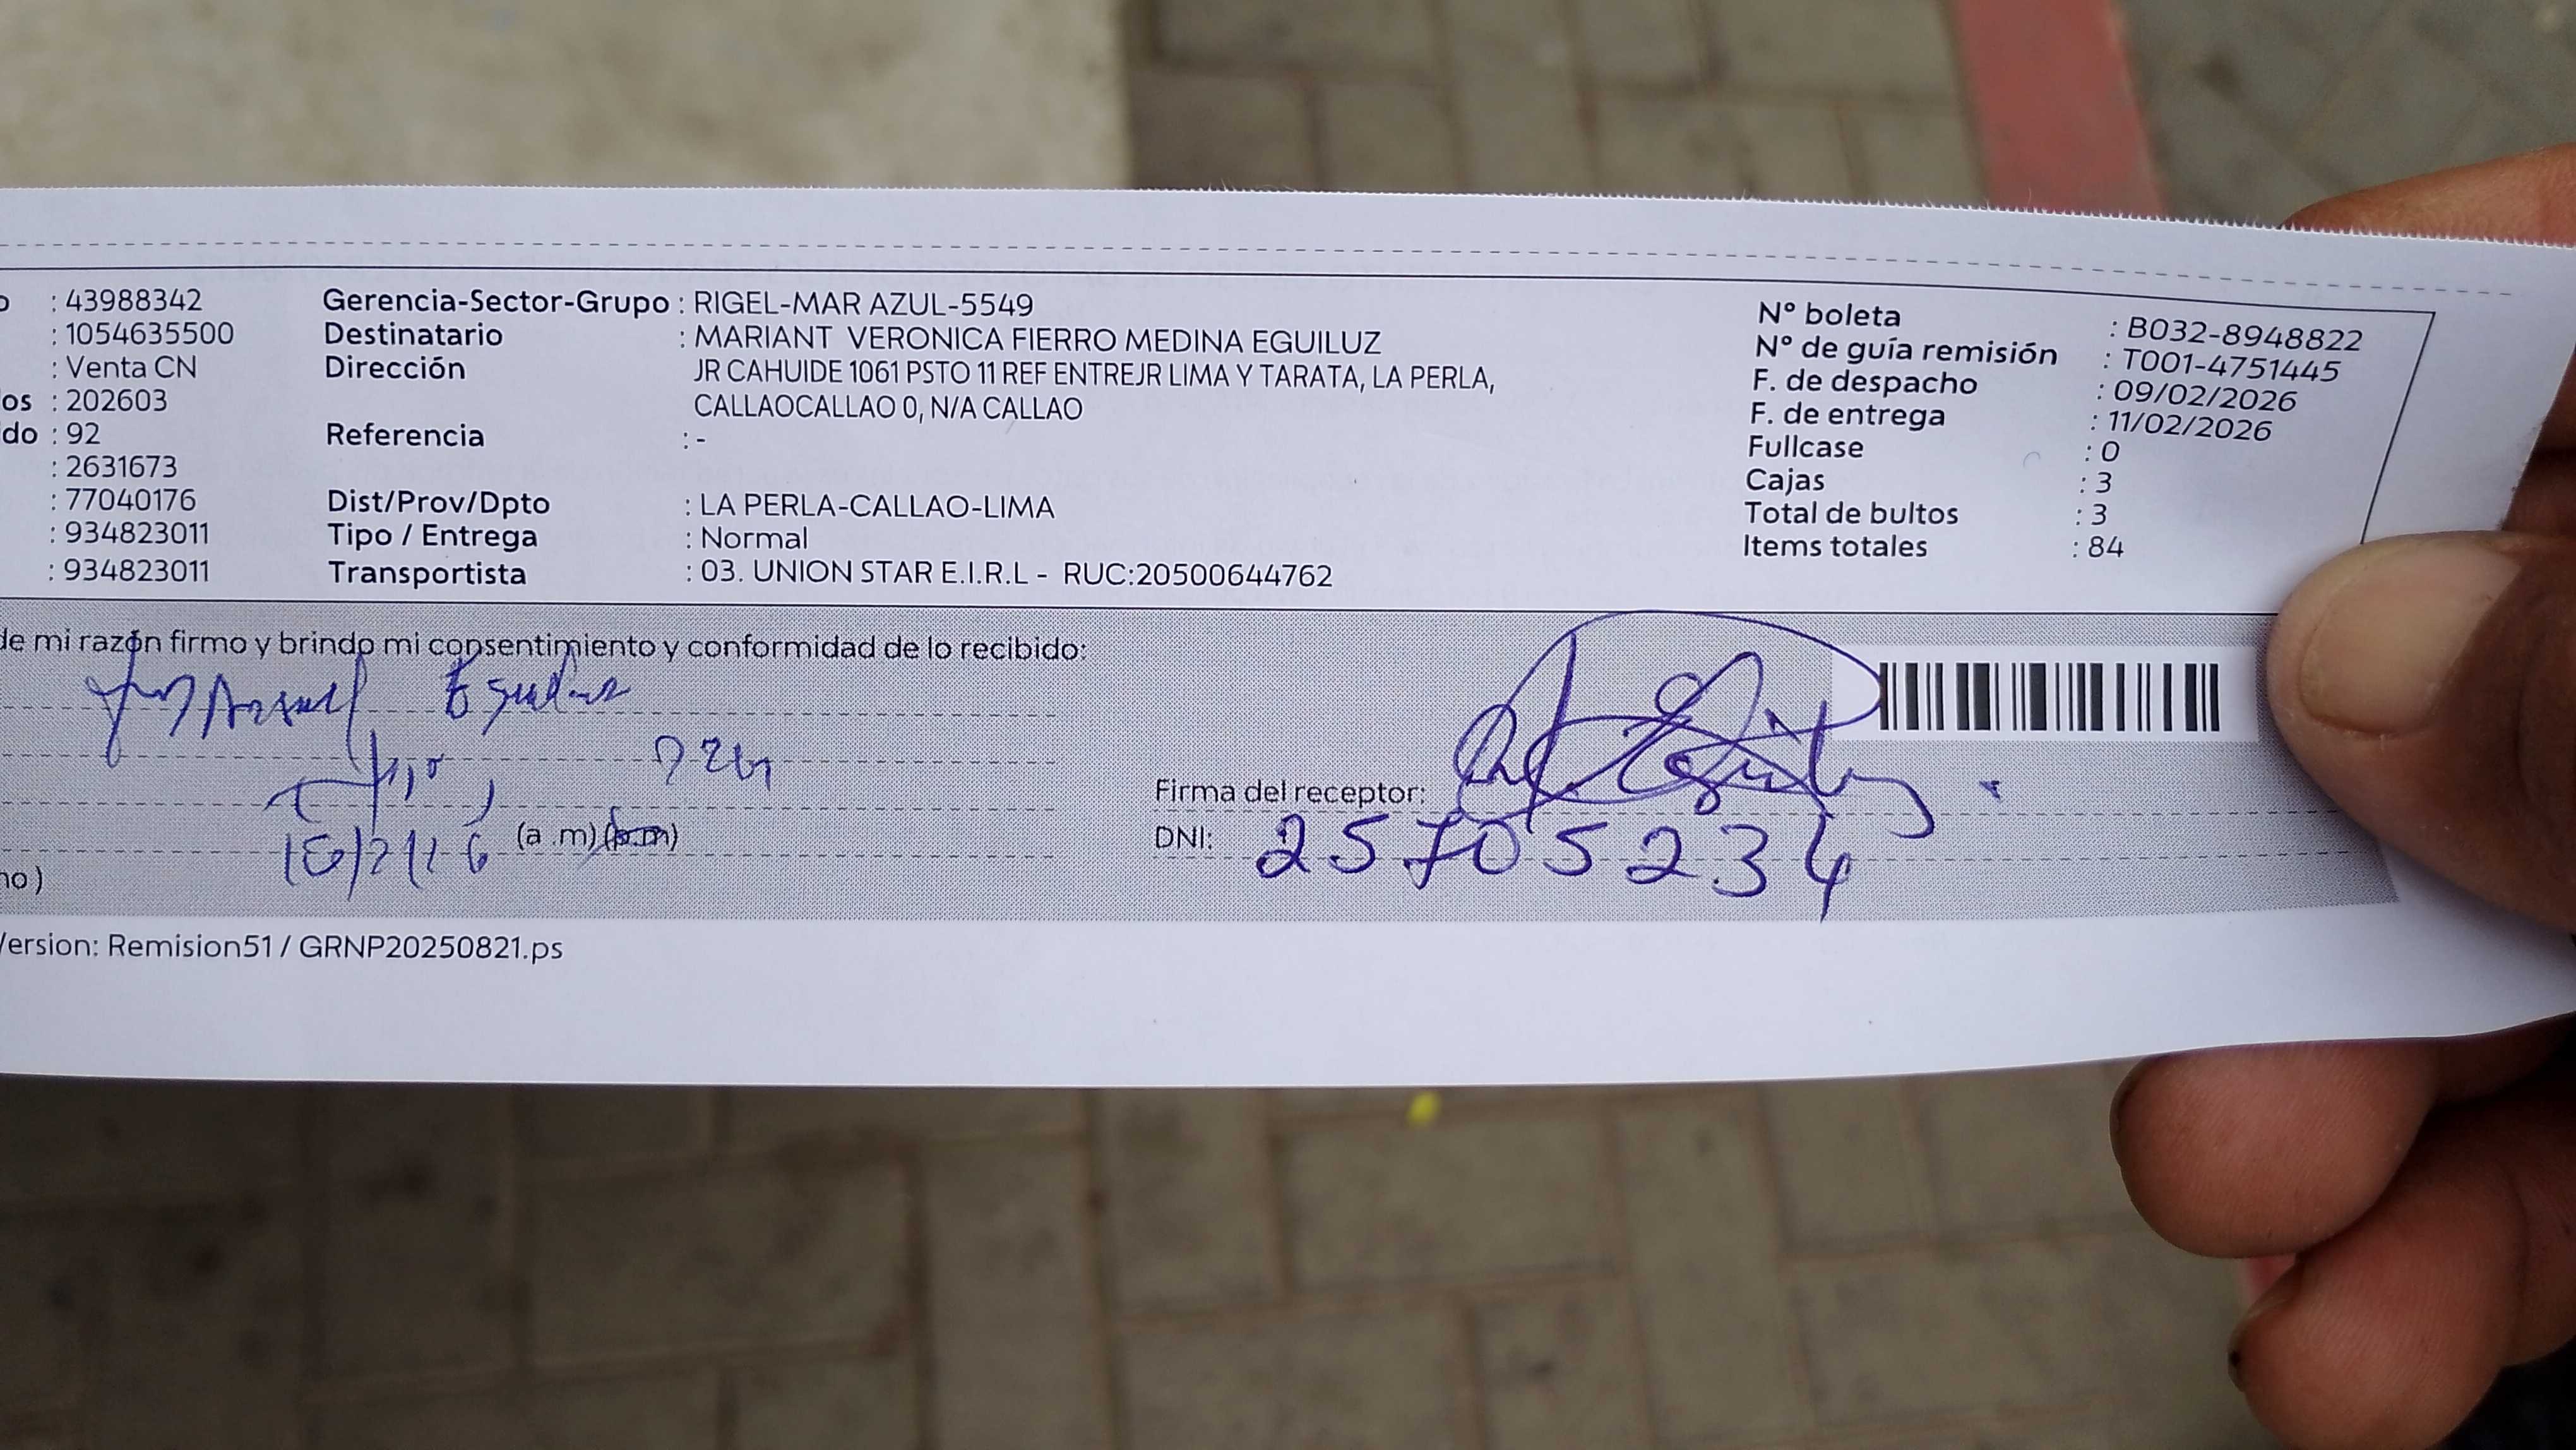 o : 43988342 Gerencia-Sector-Grupo : RIGEL-MAR AZUL-5549 Nº boleta : B032-8948822
: 1054635500 Destinatario : MARIANT VERONICA FIERRO MEDINA EGUILUZ Nº de guía remisión : T001-4751445
: Venta CN Dirección JR CAHUIDE 1061 PSTO 11 REF ENTREJR LIMA Y TARATA, LA PERLA, F. de despacho : 09/02/2026
os : 202603 CALLAOCALLAO 0, N/A CALLAO F. de entrega : 11/02/2026
do : 92 Referencia : - Fullcase : 0
: 2631673 Cajas : 3
: 77040176 Dist/Prov/Dpto : LA PERLA-CALLAO-LIMA Total de bultos : 3
: 934823011 Tipo / Entrega : Normal Items totales : 84
: 934823011 Transportista : 03. UNION STAR E.I.R.L - RUC:20500644762
de mi razón firmo y brindo mi consentimiento y conformidad de lo recibido:
Firma del receptor:
(a .m) (p.m)
DNI: 25705234
no )
Version: Remision51 / GRNP20250821.ps